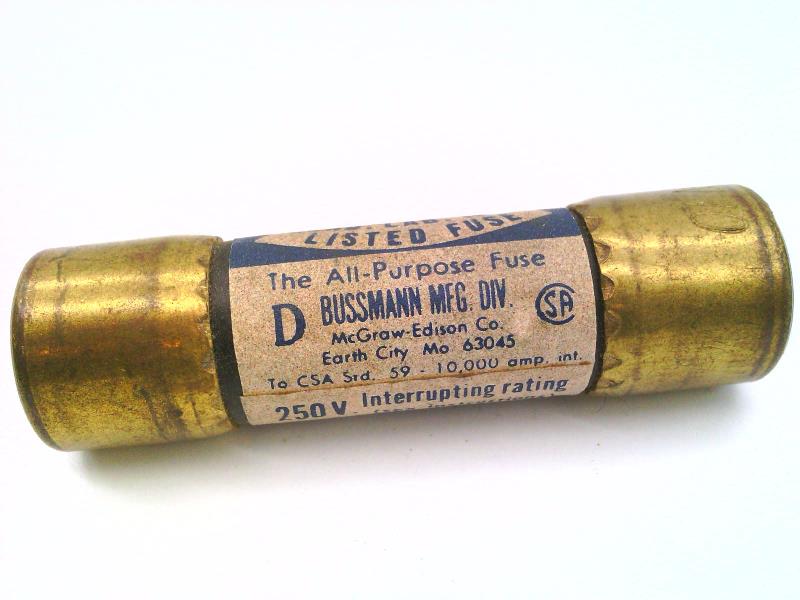 LISTED FUSE
The All-Purpose Fuse
D BUSSMANN MFG. DIV.
McGraw-Edison Co.
Earth City Mo 63045
SA
To CSA Std. 59 - 10,000 amp. int.
250 V. Interrupting rating